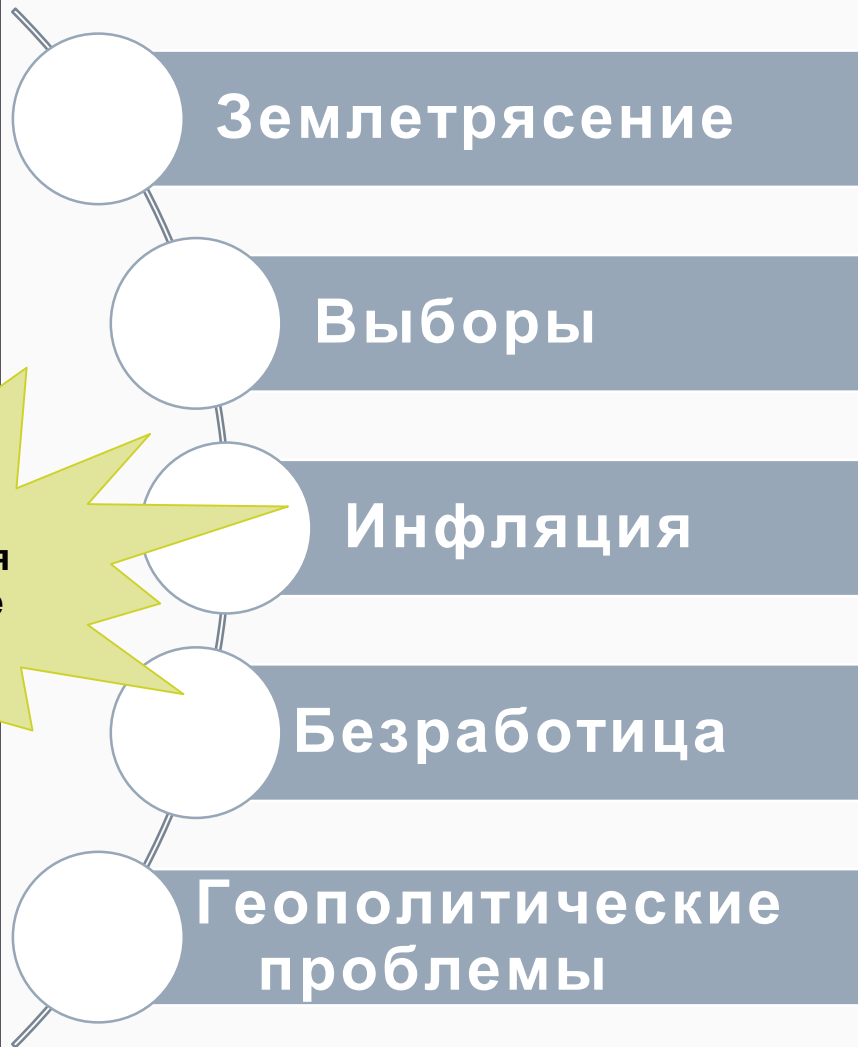 Землетрясение
Выборы
Инфляция
Безработица
Геополитические
проблемы